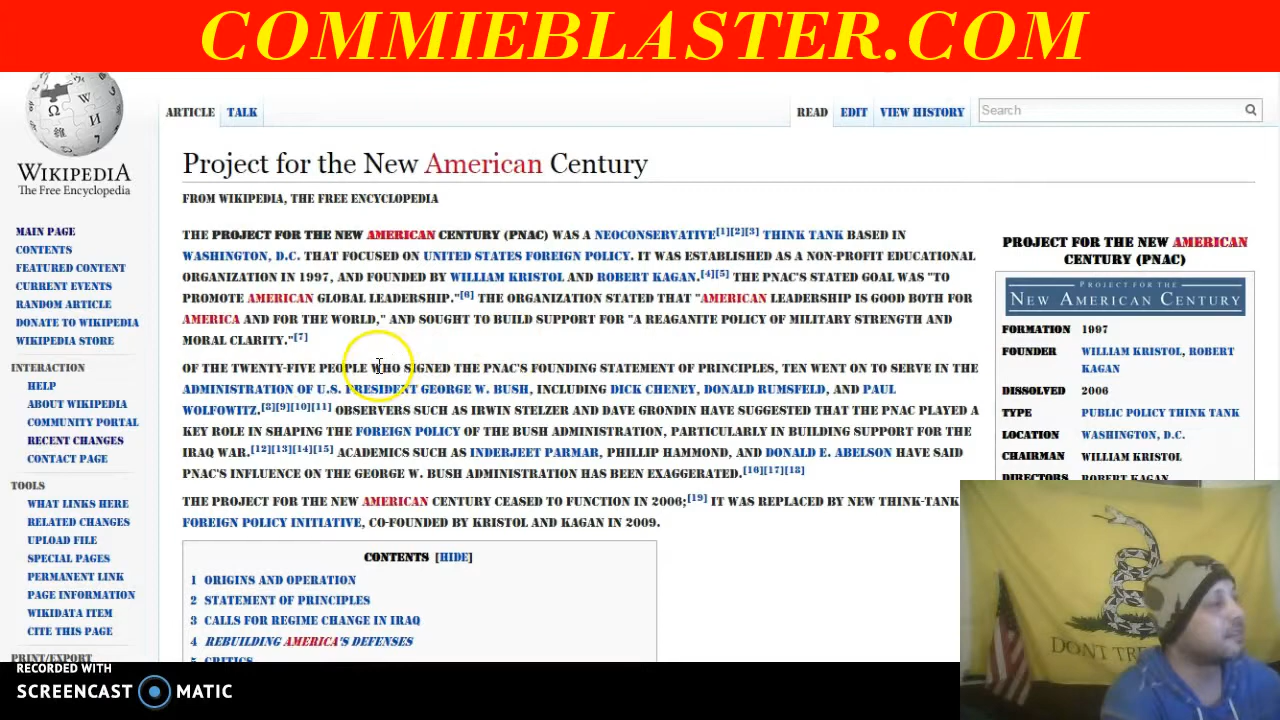 COMMIEBLASTER.COM
ARTICLE TALK READ EDIT VIEW HISTORY Search
WIKIPEDIA
The Free Encyclopedia
MAIN PAGE
CONTENTS
FEATURED CONTENT
CURRENT EVENTS
RANDOM ARTICLE
DONATE TO WIKIPEDIA
WIKIPEDIA STORE
INTERACTION
HELP
ABOUT WIKIPEDIA
COMMUNITY PORTAL
RECENT CHANGES
CONTACT PAGE
TOOLS
WHAT LINKS HERE
RELATED CHANGES
UPLOAD FILE
SPECIAL PAGES
PERMANENT LINK
PAGE INFORMATION
WIKIDATA ITEM
CITE THIS PAGE
PRINT/EXPORT
Project for the New American Century
FROM WIKIPEDIA, THE FREE ENCYCLOPEDIA
THE PROJECT FOR THE NEW AMERICAN CENTURY (PNAC) WAS A NEOCONSERVATIVE[1][2][3] THINK TANK BASED IN
WASHINGTON, D.C. THAT FOCUSED ON UNITED STATES FOREIGN POLICY. IT WAS ESTABLISHED AS A NON-PROFIT EDUCATIONAL
ORGANIZATION IN 1997, AND FOUNDED BY WILLIAM KRISTOL AND ROBERT KAGAN.[4][5] THE PNAC'S STATED GOAL WAS "TO
PROMOTE AMERICAN GLOBAL LEADERSHIP."[6] THE ORGANIZATION STATED THAT "AMERICAN LEADERSHIP IS GOOD BOTH FOR
AMERICA AND FOR THE WORLD," AND SOUGHT TO BUILD SUPPORT FOR "A REAGANITE POLICY OF MILITARY STRENGTH AND
MORAL CLARITY."[7]
OF THE TWENTY-FIVE PEOPLE WHO SIGNED THE PNAC'S FOUNDING STATEMENT OF PRINCIPLES, TEN WENT ON TO SERVE IN THE
ADMINISTRATION OF U.S. PRESIDENT GEORGE W. BUSH, INCLUDING DICK CHENEY, DONALD RUMSFELD, AND PAUL
WOLFOWITZ.[8][9][10][11] OBSERVERS SUCH AS IRWIN STELZER AND DAVE GRONDIN HAVE SUGGESTED THAT THE PNAC PLAYED A
KEY ROLE IN SHAPING THE FOREIGN POLICY OF THE BUSH ADMINISTRATION, PARTICULARLY IN BUILDING SUPPORT FOR THE
IRAQ WAR.[12][13][14][15] ACADEMICS SUCH AS INDERJEET PARMAR, PHILLIP HAMMOND, AND DONALD E. ABELSON HAVE SAID
PNAC'S INFLUENCE ON THE GEORGE W. BUSH ADMINISTRATION HAS BEEN EXAGGERATED.[16][17][18]
THE PROJECT FOR THE NEW AMERICAN CENTURY CEASED TO FUNCTION IN 2006;[19] IT WAS REPLACED BY NEW THINK-TANK
FOREIGN POLICY INITIATIVE, CO-FOUNDED BY KRISTOL AND KAGAN IN 2009.
CONTENTS [HIDE]
1 ORIGINS AND OPERATION
2 STATEMENT OF PRINCIPLES
3 CALLS FOR REGIME CHANGE IN IRAQ
4 REBUILDING AMERICA'S DEFENSES
5 CRITICS
PROJECT FOR THE NEW AMERICAN
CENTURY (PNAC)
PROJECT FOR THE
NEW AMERICAN CENTURY
FORMATION 1997
FOUNDER WILLIAM KRISTOL, ROBERT
KAGAN
DISSOLVED 2006
TYPE PUBLIC POLICY THINK TANK
LOCATION WASHINGTON, D.C.
CHAIRMAN WILLIAM KRISTOL
DIRECTORS ROBERT KAGAN
DONT
RECORDED WITH
SCREENCAST MATIC